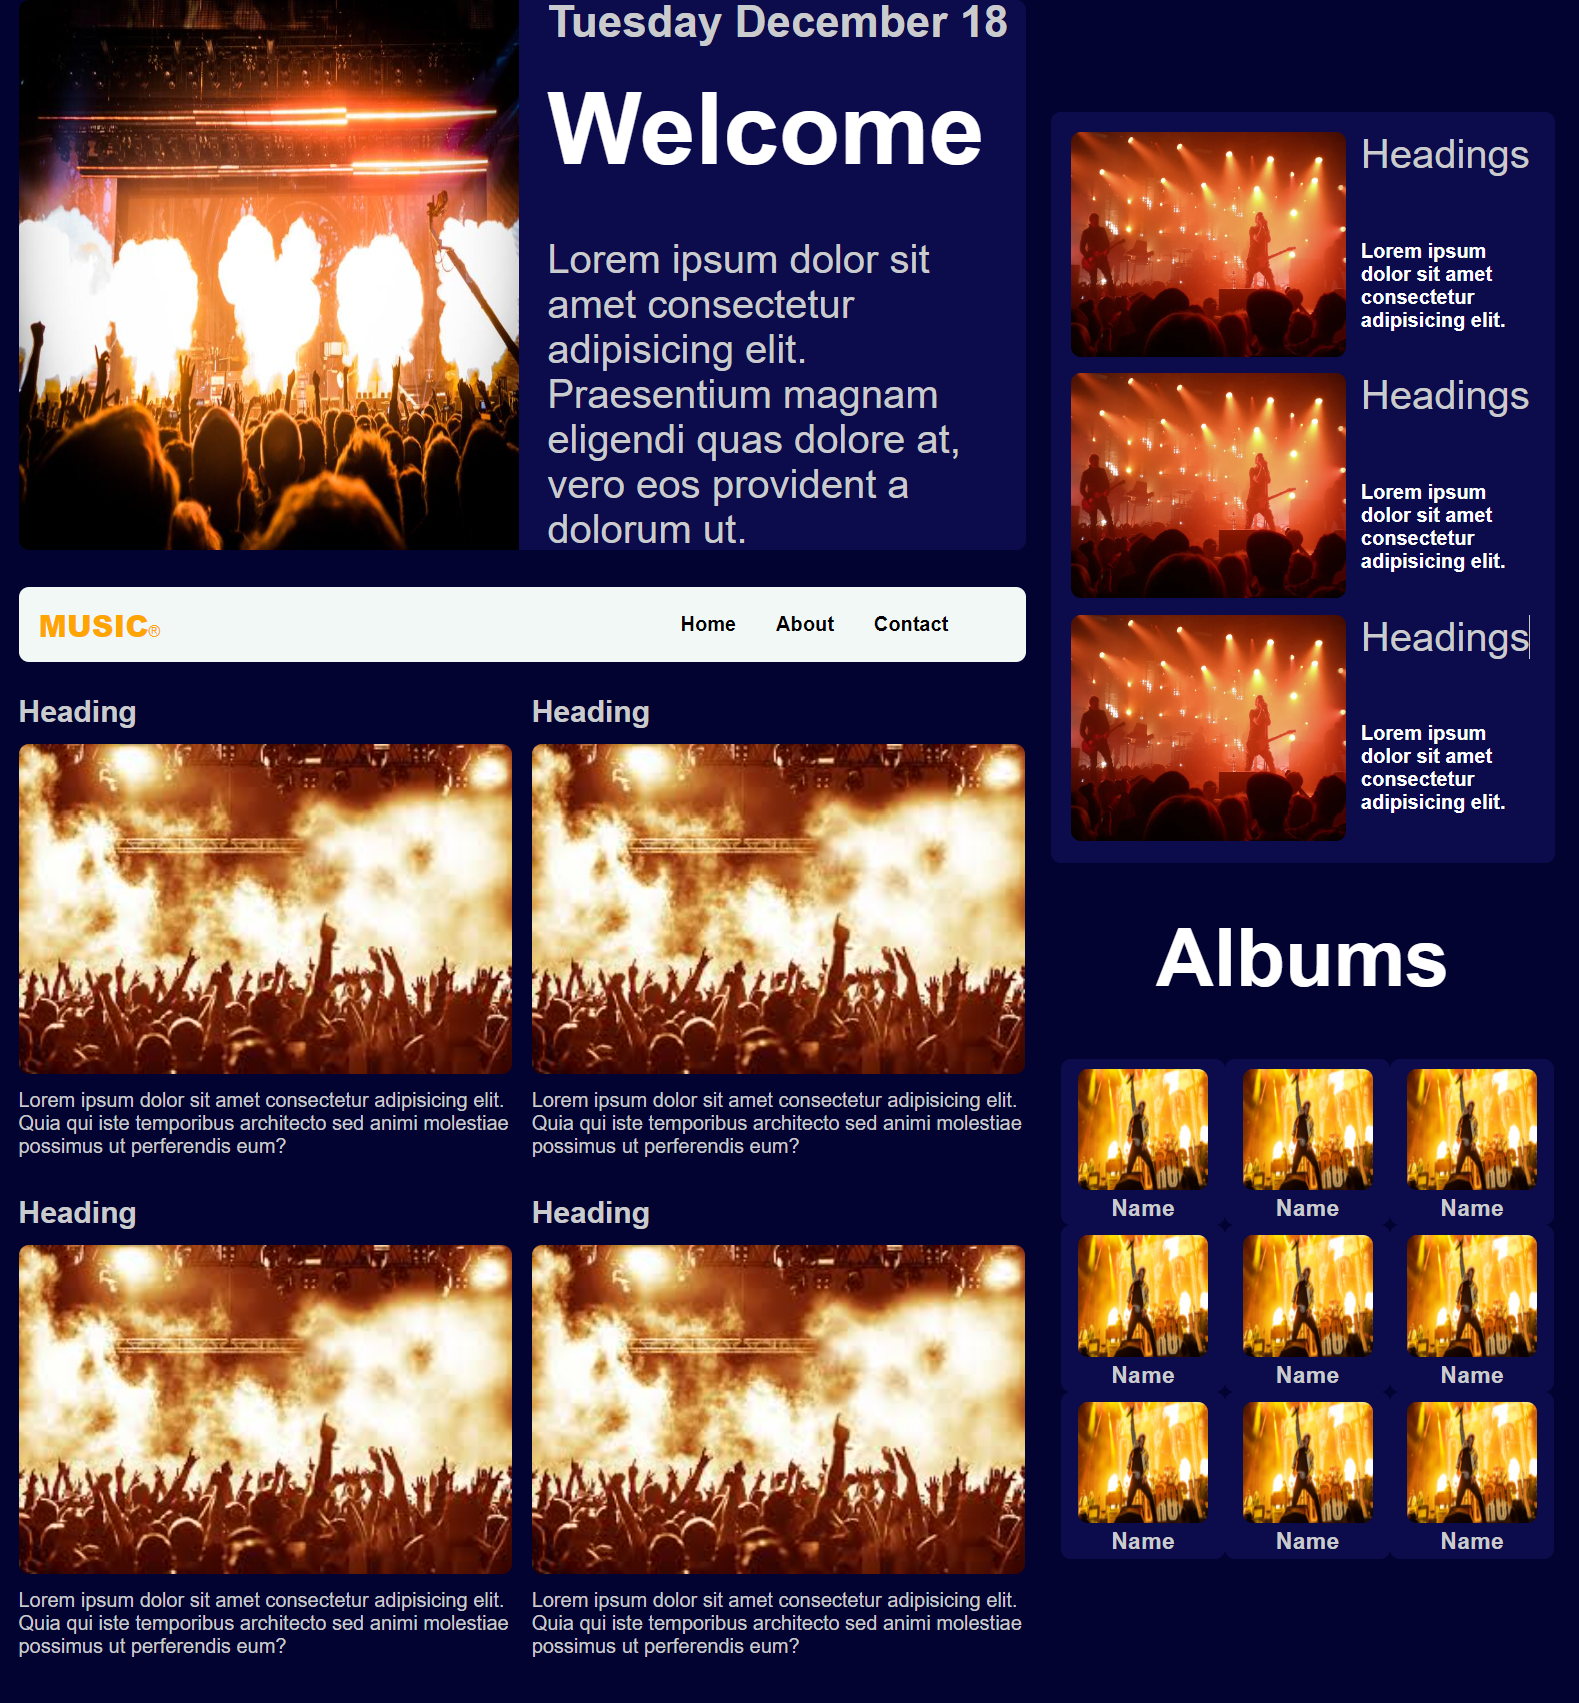 Tuesday December 18
Welcome
Lorem ipsum dolor sit
amet consectetur
adipisicing elit.
Praesentium magnam
eligendi quas dolore at,
vero eos provident a
dolorum ut.
MUSIC®
Home About Contact
Heading
Lorem ipsum dolor sit amet consectetur adipisicing elit.
Quia qui iste temporibus architecto sed animi molestiae
possimus ut perferendis eum?
Heading
Lorem ipsum dolor sit amet consectetur adipisicing elit.
Quia qui iste temporibus architecto sed animi molestiae
possimus ut perferendis eum?
Heading
Lorem ipsum dolor sit amet consectetur adipisicing elit.
Quia qui iste temporibus architecto sed animi molestiae
possimus ut perferendis eum?
Heading
Lorem ipsum dolor sit amet consectetur adipisicing elit.
Quia qui iste temporibus architecto sed animi molestiae
possimus ut perferendis eum?
Headings
Lorem ipsum
dolor sit amet
consectetur
adipisicing elit.
Headings
Lorem ipsum
dolor sit amet
consectetur
adipisicing elit.
Headings
Lorem ipsum
dolor sit amet
consectetur
adipisicing elit.
Albums
Name Name Name
Name Name Name
Name Name Name